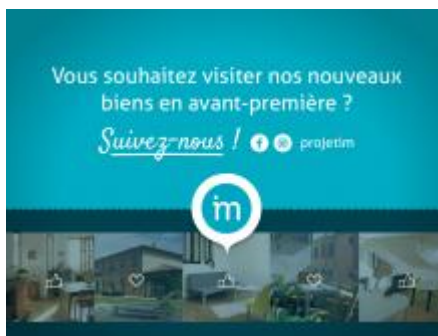 Vous souhaitez visiter nos nouveaux
biens en avant-première ?
Suivez-nous ! projetim
im